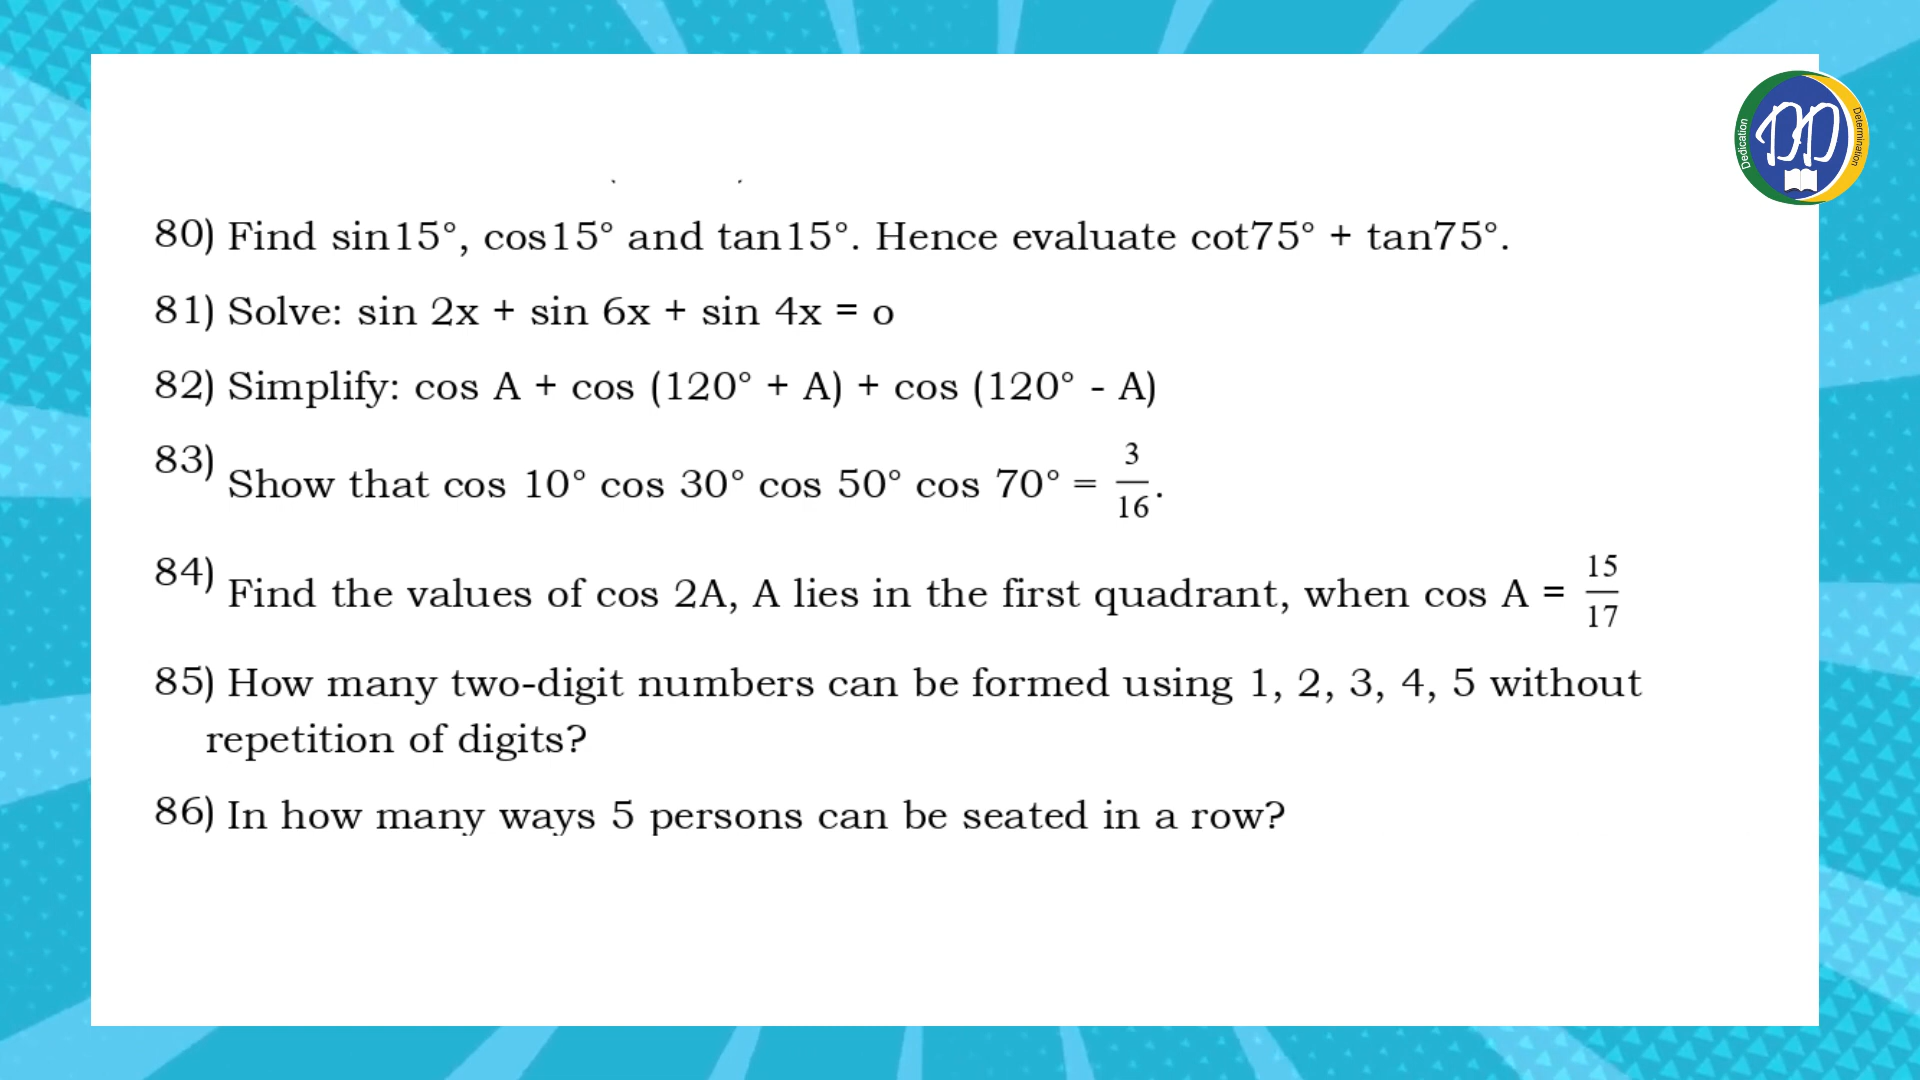 Dedication
Determination
80) Find sin15°, cos15° and tan15°. Hence evaluate cot75° + tan75°.
81) Solve: sin 2x + sin 6x + sin 4x = o
82) Simplify: cos A + cos (120° + A) + cos (120° - A)
83) Show that cos 10° cos 30° cos 50° cos 70° = 3/16.
84) Find the values of cos 2A, A lies in the first quadrant, when cos A = 15/17
85) How many two-digit numbers can be formed using 1, 2, 3, 4, 5 without
repetition of digits?
86) In how many ways 5 persons can be seated in a row?